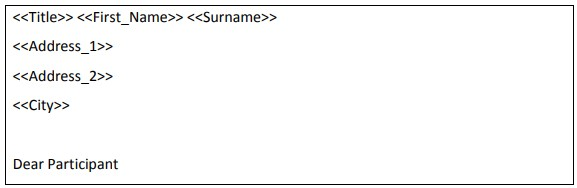 <<Title>> <<First_Name>> <<Surname>>
<<Address_1>>
<<Address_2>>
<<City>>
Dear Participant